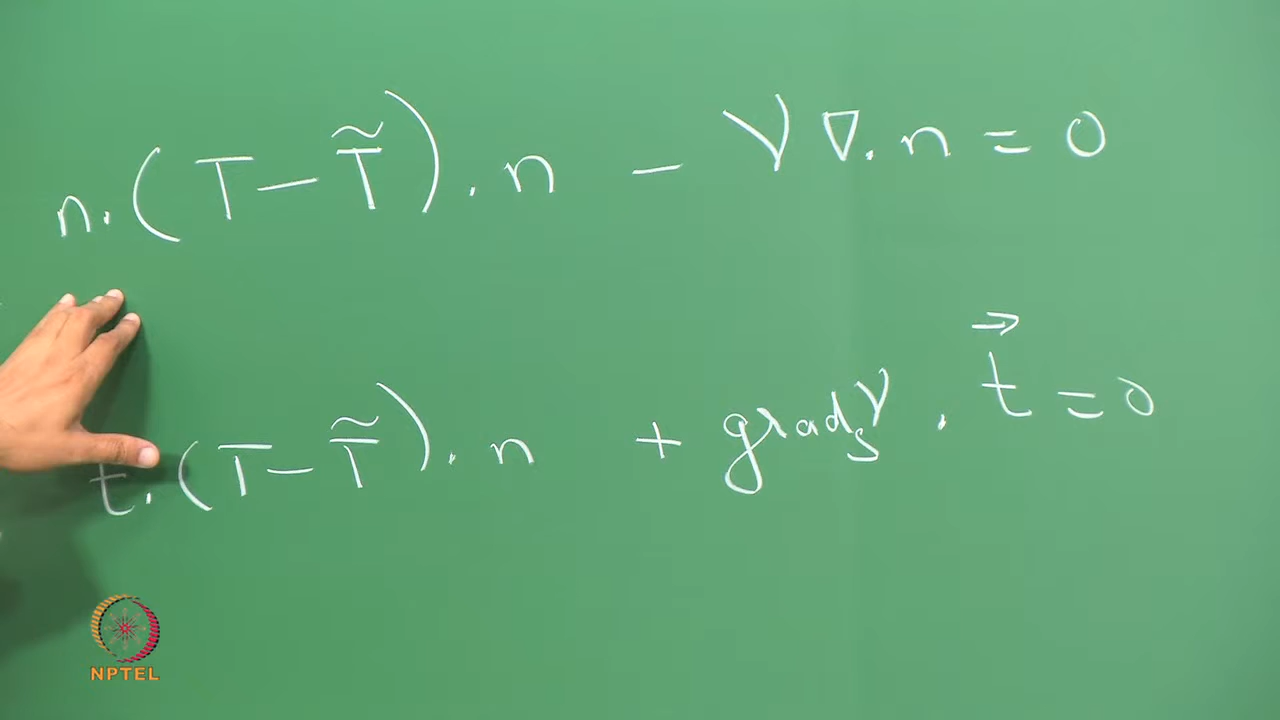 n.(T-T̃).n - γ∇.n = 0
t.(T-T̃).n + grad_s γ . t⃗ = 0
NPTEL